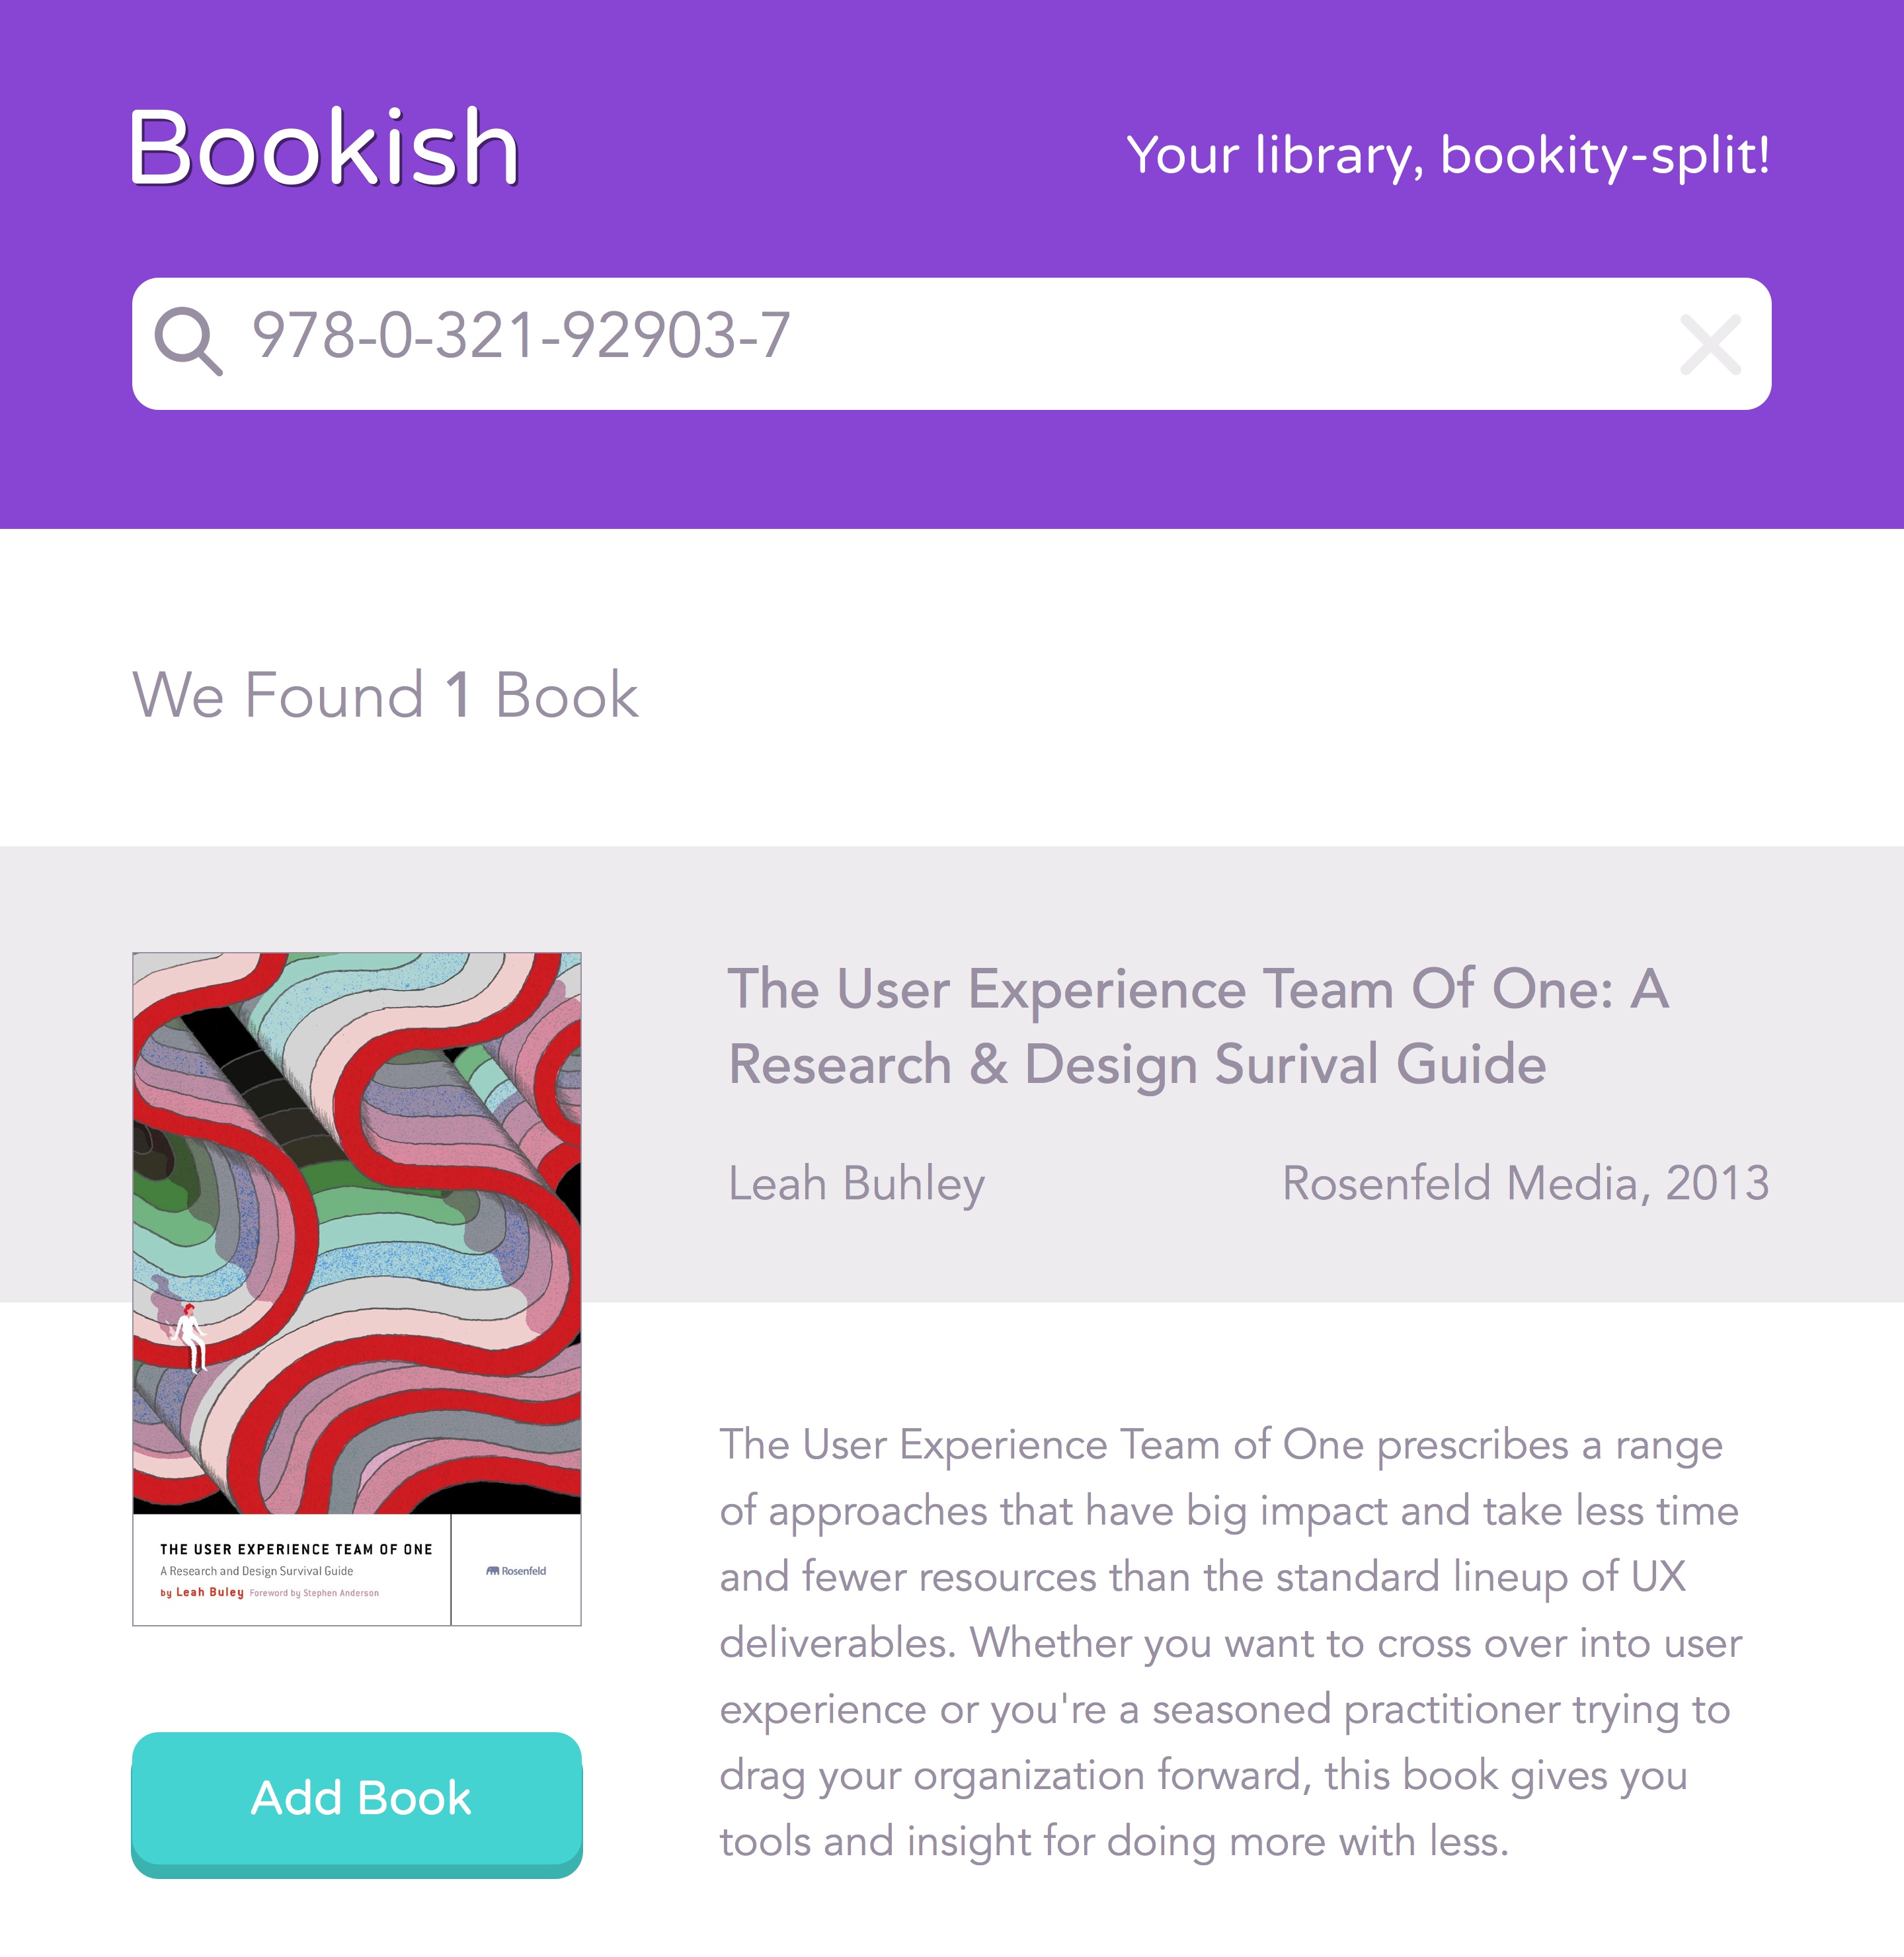 Bookish
Your library, bookity-split!
978-0-321-92903-7
We Found 1 Book
The User Experience Team Of One: A
Research & Design Surival Guide
Leah Buhley
Rosenfeld Media, 2013
THE USER EXPERIENCE TEAM OF ONE
A Research and Design Survival Guide
by Leah Buley Foreword by Stephen Anderson
Rosenfeld
Add Book
The User Experience Team of One prescribes a range
of approaches that have big impact and take less time
and fewer resources than the standard lineup of UX
deliverables. Whether you want to cross over into user
experience or you're a seasoned practitioner trying to
drag your organization forward, this book gives you
tools and insight for doing more with less.